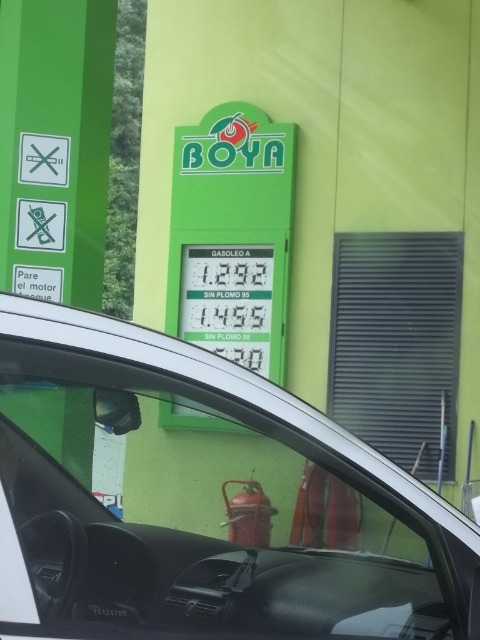 BOYA
GASOLEO A
1.292
SIN PLOMO 95
1.455
SIN PLOMO 98
Pare
el motor